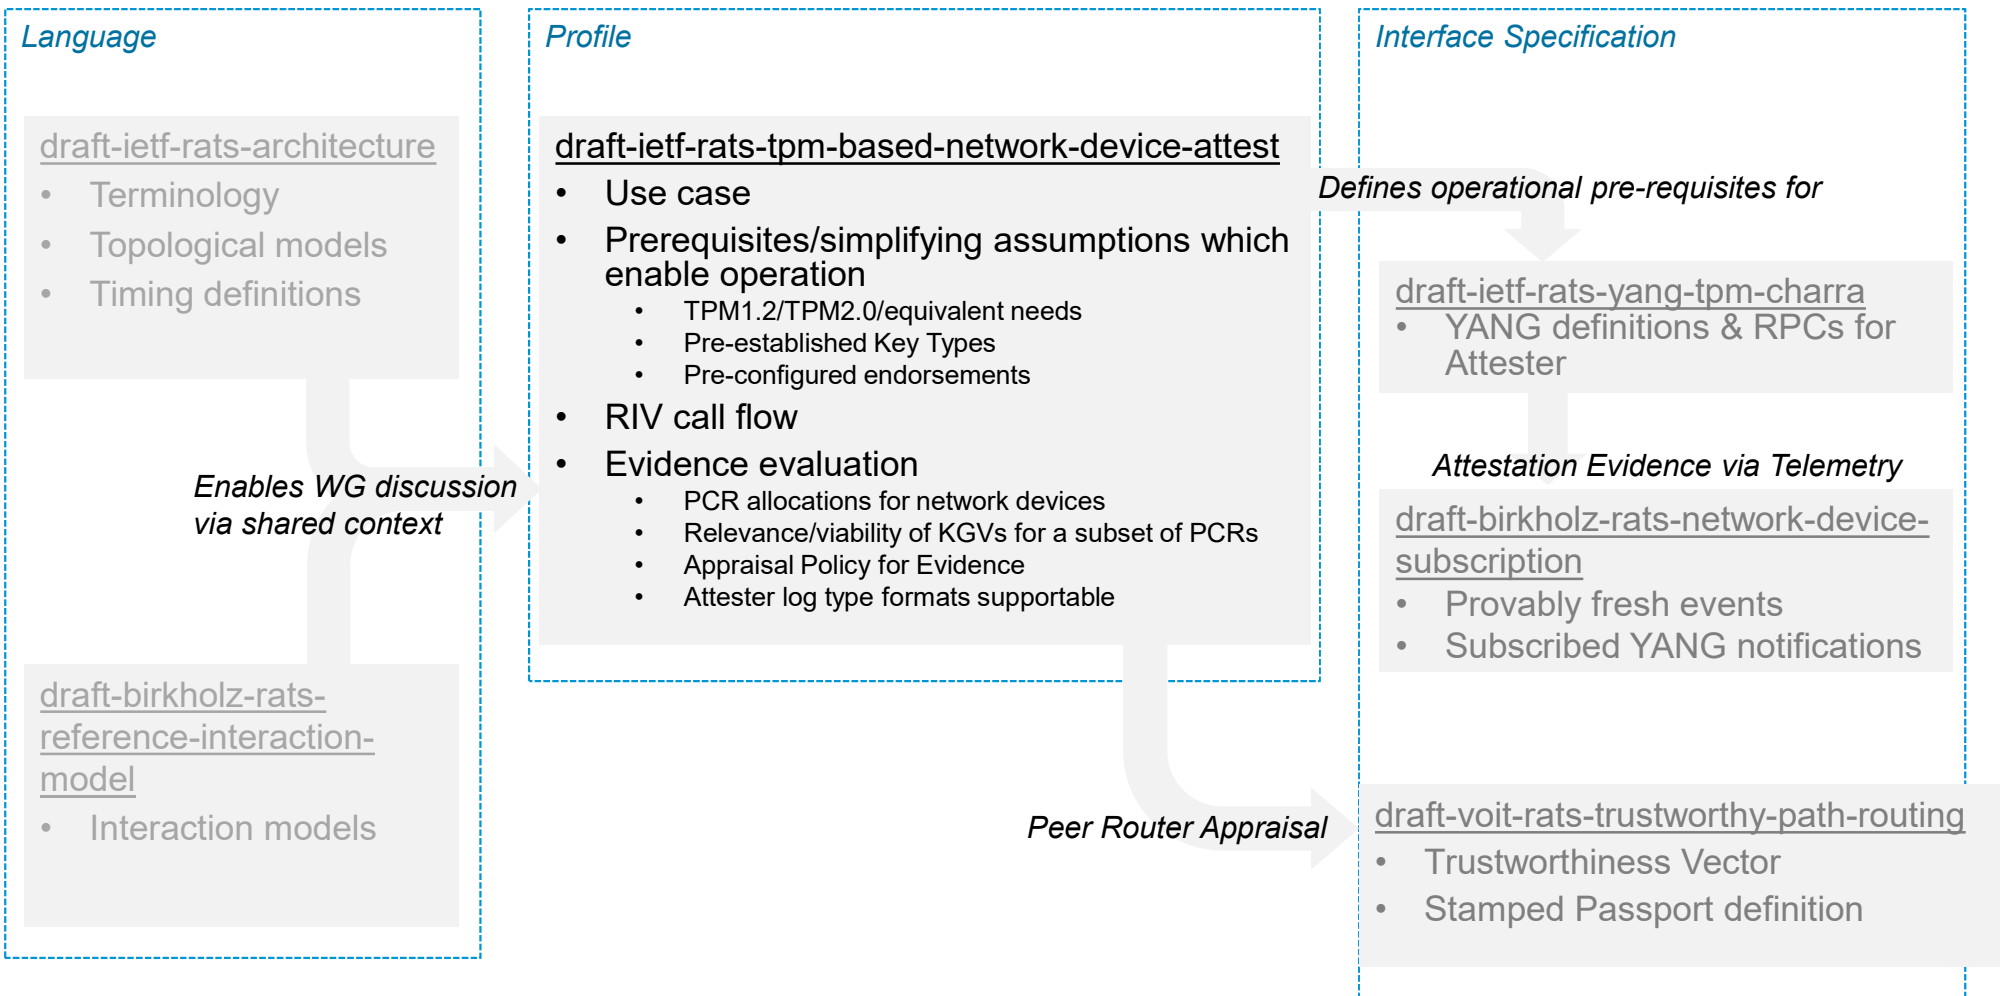 Language
draft-ietf-rats-architecture
• Terminology
• Topological models
• Timing definitions
Enables WG discussion
via shared context
draft-birkholz-rats-
reference-interaction-
model
• Interaction models
Profile
draft-ietf-rats-tpm-based-network-device-attest
• Use case
• Prerequisites/simplifying assumptions which
enable operation
• TPM1.2/TPM2.0/equivalent needs
• Pre-established Key Types
• Pre-configured endorsements
• RIV call flow
• Evidence evaluation
• PCR allocations for network devices
• Relevance/viability of KGVs for a subset of PCRs
• Appraisal Policy for Evidence
• Attester log type formats supportable
Peer Router Appraisal
Interface Specification
Defines operational pre-requisites for
draft-ietf-rats-yang-tpm-charra
• YANG definitions & RPCs for
Attester
Attestation Evidence via Telemetry
draft-birkholz-rats-network-device-
subscription
• Provably fresh events
• Subscribed YANG notifications
draft-voit-rats-trustworthy-path-routing
• Trustworthiness Vector
• Stamped Passport definition